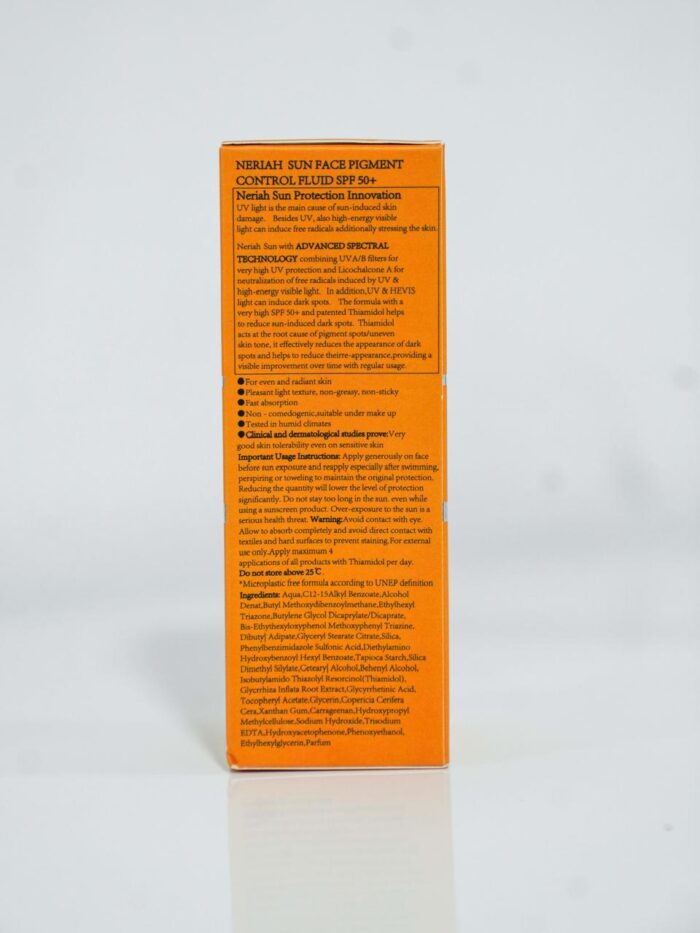 NERIAH SUN FACE PIGMENT
CONTROL FLUID SPF 50+
Neriah Sun Protection Innovation
UV light is the main cause of sun-induced skin
damage. Besides UV, also high-energy visible
light can induce free radicals additionally stressing the skin.
Neriah Sun with ADVANCED SPECTRAL
TECHNOLOGY combining UVA/B filters for
very high UV protection and Licochalcone A for
neutralization of free radicals induced by UV &
high-energy visible light. In addition,UV & HEVIS
light can induce dark spots. The formula with a
very high SPF 50+ and patented Thiamidol helps
to reduce sun-induced dark spots. Thiamidol
acts at the root cause of pigment spots/uneven
skin tone, it effectively reduces the appearance of dark
spots and helps to reduce theirre-appearance,providing a
visible improvement over time with regular usage.
●For even and radiant skin
●Pleasant light texture, non-greasy, non-sticky
●Fast absorption
●Non - comedogenic,suitable under make up
●Tested in humid climates
●Clinical and dermatological studies prove:Very
good skin tolerability even on sensitive skin
Important Usage Instructions: Apply generously on face
before sun exposure and reapply especially after swimming,
perspiring or toweling to maintain the original protection.
Reducing the quantity will lower the level of protection
significantly. Do not stay too long in the sun. even while
using a sunscreen product. Over-exposure to the sun is a
serious health threat. Warning:Avoid contact with eye.
Allow to absorb completely and avoid direct contact with
textiles and hard surfaces to prevent staining.For external
use only.Apply maximum 4
applications of all products with Thiamidol per day.
Do not store above 25℃
*Microplastic free formula according to UNEP definition
Ingredients: Aqua,C12-15Alkyl Benzoate,Alcohol
Denat,Butyl Methoxydibenzoylmethane,Ethylhexyl
Triazone,Butylene Glycol Dicaprylate/Dicaprate,
Bis-Ethythexyloxyphenol Methoxyphenyl Triazine,
Dibutyl Adipate,Glyceryl Stearate Citrate,Silica,
Phenylbenzimidazole Sulfonic Acid,Diethylamino
Hydroxybenzoyl Hexyl Benzoate,Tapioca Starch,Silica
Dimethyl Silylate,Cetearyl Alcohol,Behenyl Alcohol,
Isobutylamido Thiazolyl Resorcinol(Thiamidol),
Glycrrhiza Inflata Root Extract,Glycyrrhetinic Acid,
Tocopheryl Acetate,Glycerin,Copericia Cerifera
Cera,Xanthan Gum,Carrageenan,Hydroxypropyl
Methylcellulose,Sodium Hydroxide,Trisodium
EDTA,Hydroxyacetophenone,Phenoxyethanol,
Ethylhexylglycerin,Parfum